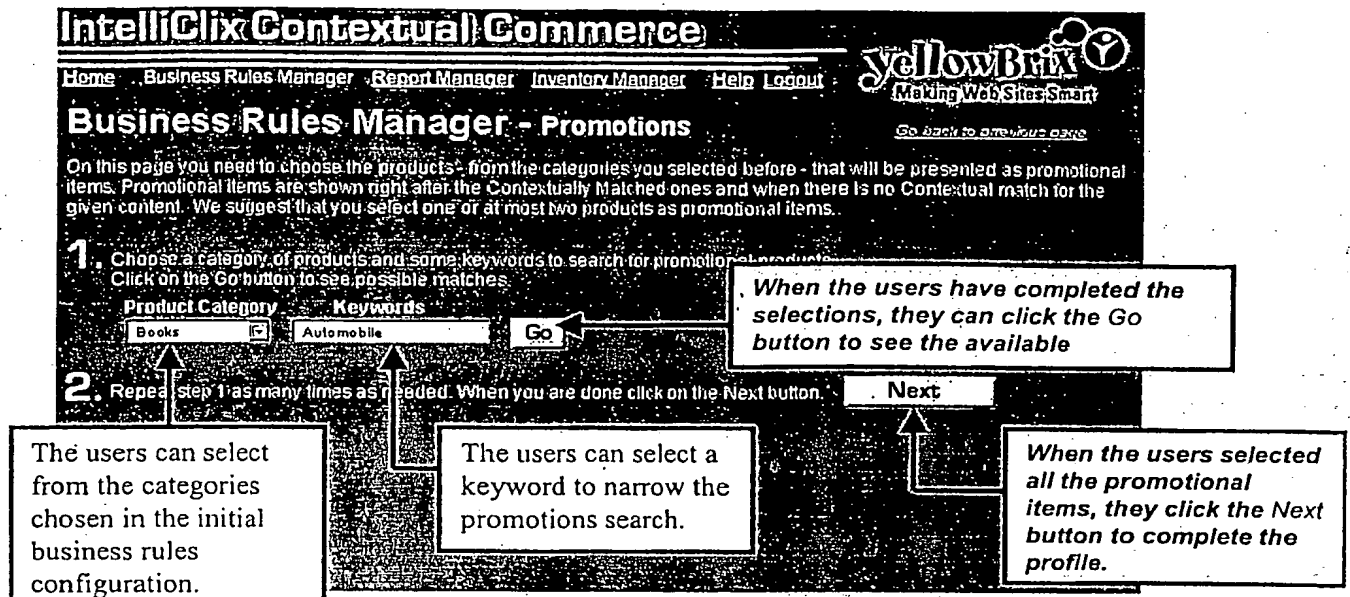 IntelliClix Contextual Commerce
yellowBrix
Making Web Sites Smart
Home Business Rules Manager Report Manager Inventory Manager Help Logout
Business Rules Manager - Promotions
Go back to previous page
On this page you need to choose the products - from the categories you selected before - that will be presented as promotional
items. Promotional items are shown right after the Contextually Matched ones and when there is no Contextual match for the
given content. We suggest that you select one or at most two products as promotional items.
1. Choose a category of products and some keywords to search for promotional products
Click on the Go button to see possible matches
Product Category Keywords
Books Automobile Go
When the users have completed the
selections, they can click the Go
button to see the available
2. Repeat step 1 as many times as needed. When you are done click on the Next button. Next
The users can select
from the categories
chosen in the initial
business rules
configuration.
The users can select a
keyword to narrow the
promotions search.
When the users selected
all the promotional
items, they click the Next
button to complete the
profile.